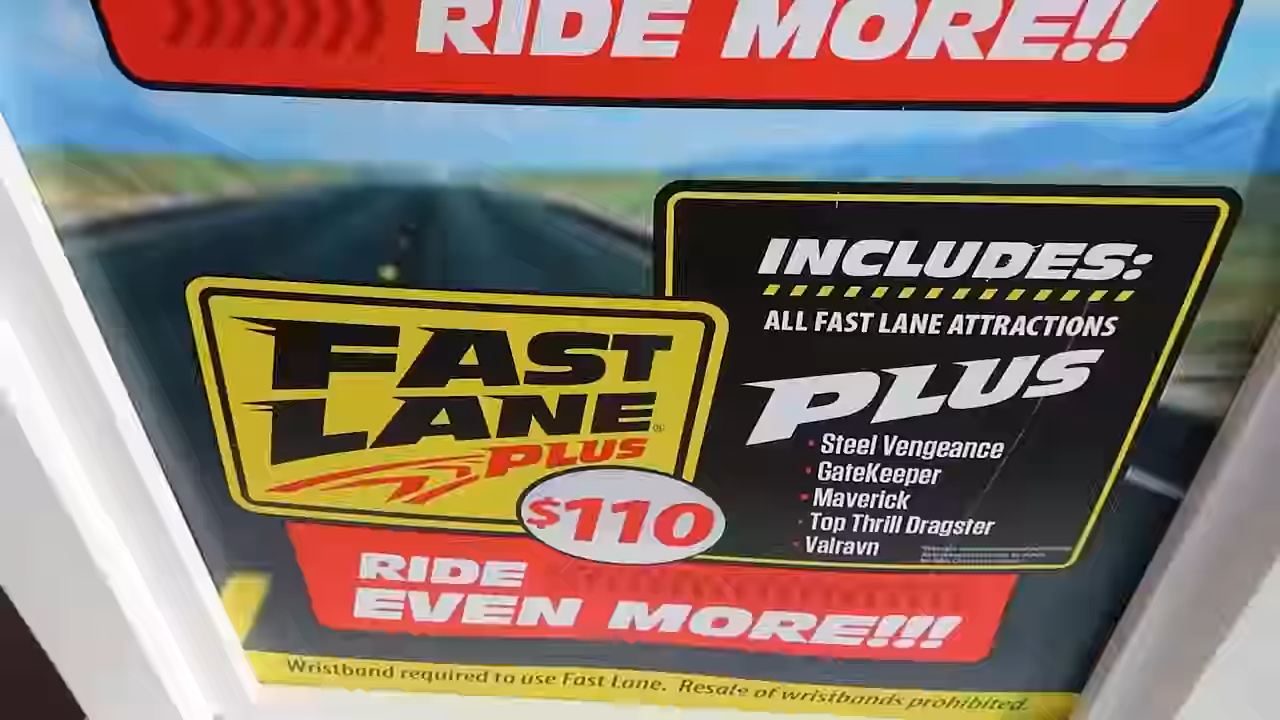 RIDE MORE!!
INCLUDES:
ALL FAST LANE ATTRACTIONS
PLUS
· Steel Vengeance
· GateKeeper
· Maverick
· Top Thrill Dragster
· Valravn
FAST
LANE®
PLUS
$110
RIDE
EVEN MORE!!!
Wristband required to use Fast Lane. Resale of wristbands prohibited.